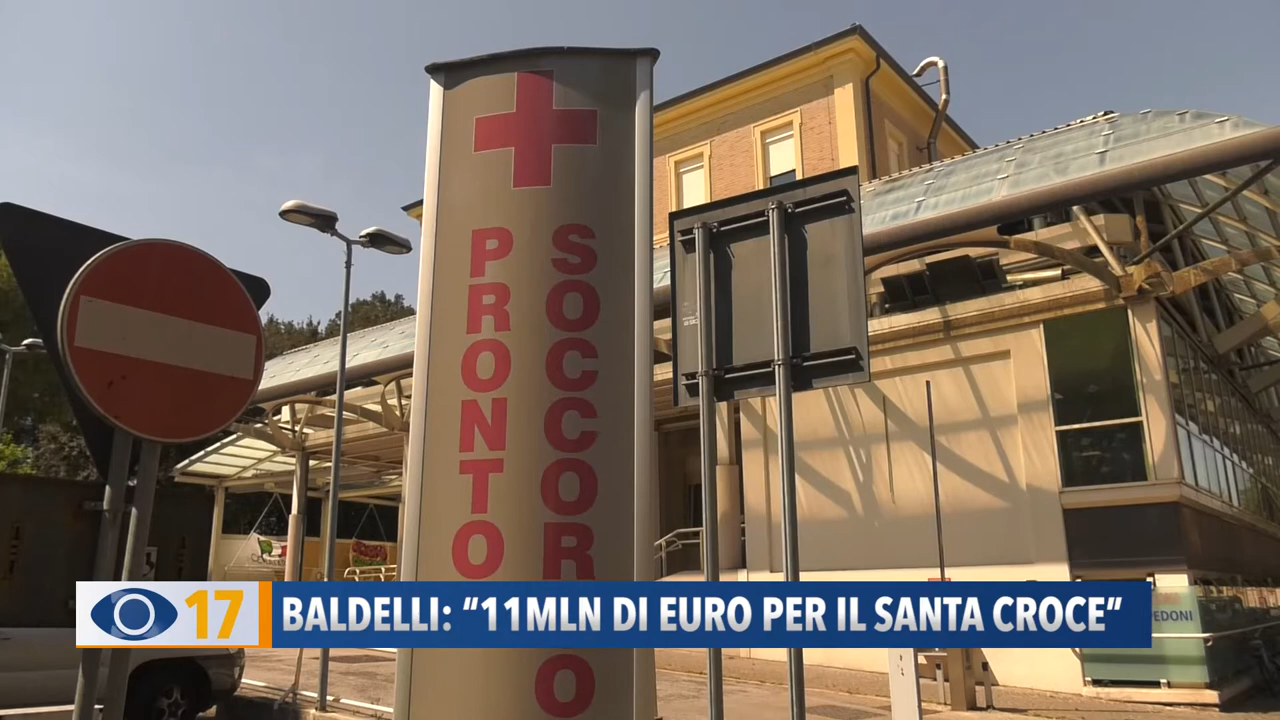 PRONTO
SOCCORSO
17
BALDELLI: “11MLN DI EURO PER IL SANTA CROCE”
PEDONI